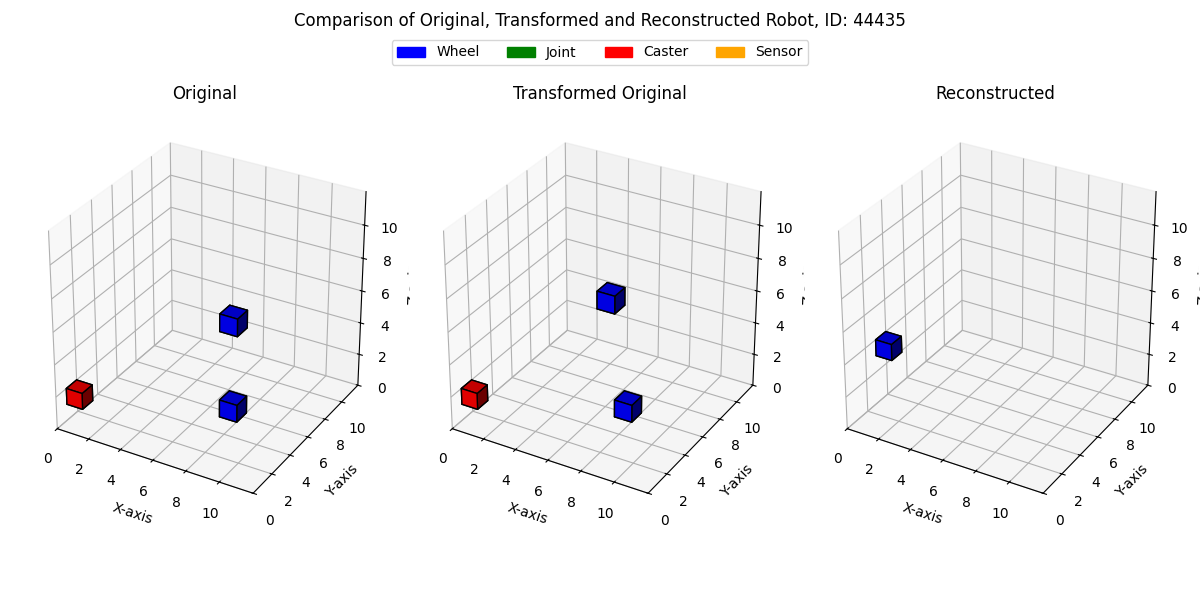 Comparison of Original, Transformed and Reconstructed Robot, ID: 44435
Wheel Joint Caster Sensor
Original
0 2 4 6 8 10
X-axis
0 2 4 6 8 10
Y-axis
0 2 4 6 8 10
Transformed Original
0 2 4 6 8 10
X-axis
0 2 4 6 8 10
Y-axis
0 2 4 6 8 10
Reconstructed
0 2 4 6 8 10
X-axis
0 2 4 6 8 10
Y-axis
0 2 4 6 8 10